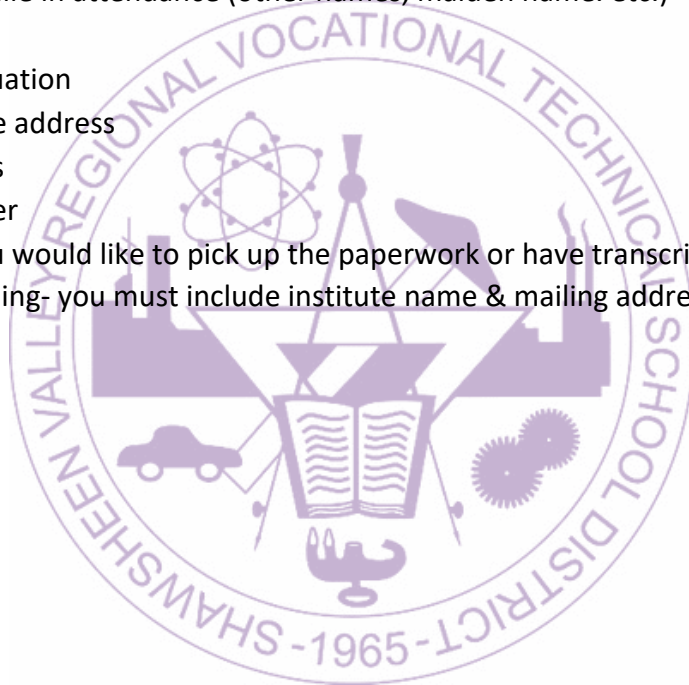 ile in attendance (other names, maiden name. etc.)
uation
e address
s
er
u would like to pick up the paperwork or have transcri
ing- you must include institute name & mailing addre
SHAWSHEEN VALLEY REGIONAL VOCATIONAL TECHNICAL SCHOOL DISTRICT
-1965-